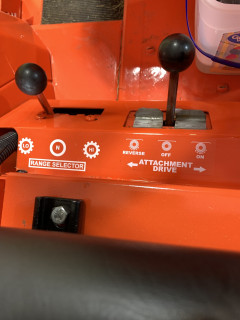 LO N HI
RANGE SELECTOR
REVERSE OFF ON
ATTACHMENT
DRIVE